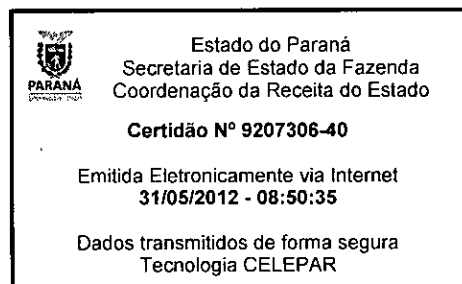 Estado do Paraná
Secretaria de Estado da Fazenda
Coordenação da Receita do Estado
PARANÁ
Certidão Nº 9207306-40
Emitida Eletronicamente via Internet
31/05/2012 - 08:50:35
Dados transmitidos de forma segura
Tecnologia CELEPAR